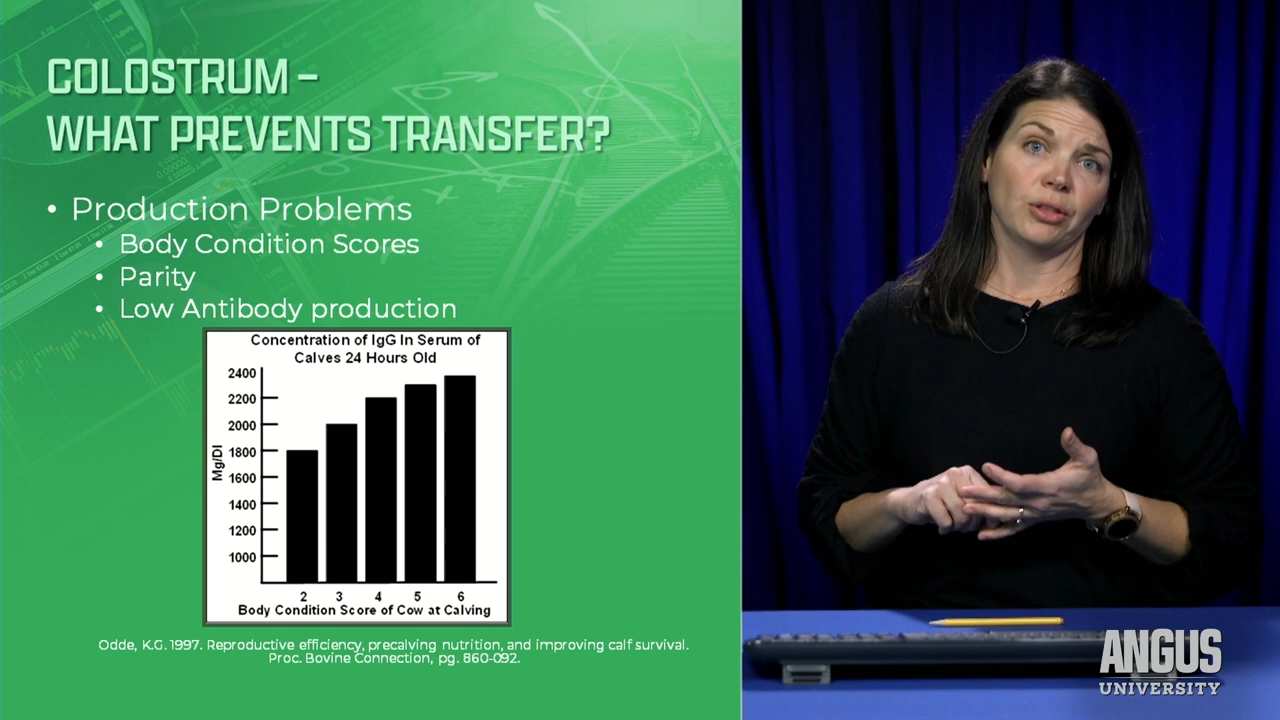 COLOSTRUM –
WHAT PREVENTS TRANSFER?
• Production Problems
• Body Condition Scores
• Parity
• Low Antibody production
Concentration of IgG In Serum of
Calves 24 Hours Old
2400
2200
2000
1800
1600
1400
1200
1000
Mg/Dl
2 3 4 5 6
Body Condition Score of Cow at Calving
Odde, K.G. 1997. Reproductive efficiency, precalving nutrition, and improving calf survival.
Proc. Bovine Connection, pg. 860-092.
ANGUS
UNIVERSITY